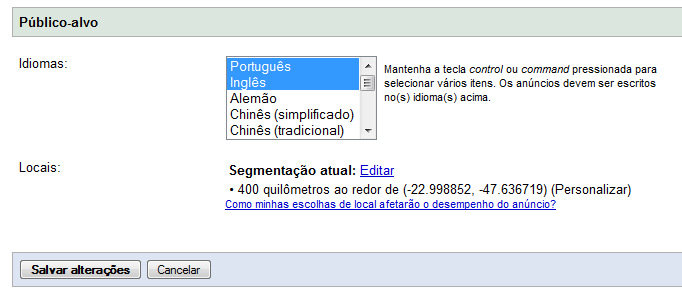 Público-alvo
Idiomas:
Português
Inglês
Alemão
Chinês (simplificado)
Chinês (tradicional)
Mantenha a tecla control ou command pressionada para
selecionar vários itens. Os anúncios devem ser escritos
no(s) idioma(s) acima.
Locais:
Segmentação atual: Editar
• 400 quilômetros ao redor de (-22.998852, -47.636719) (Personalizar)
Como minhas escolhas de local afetarão o desempenho do anúncio?
Salvar alterações
Cancelar